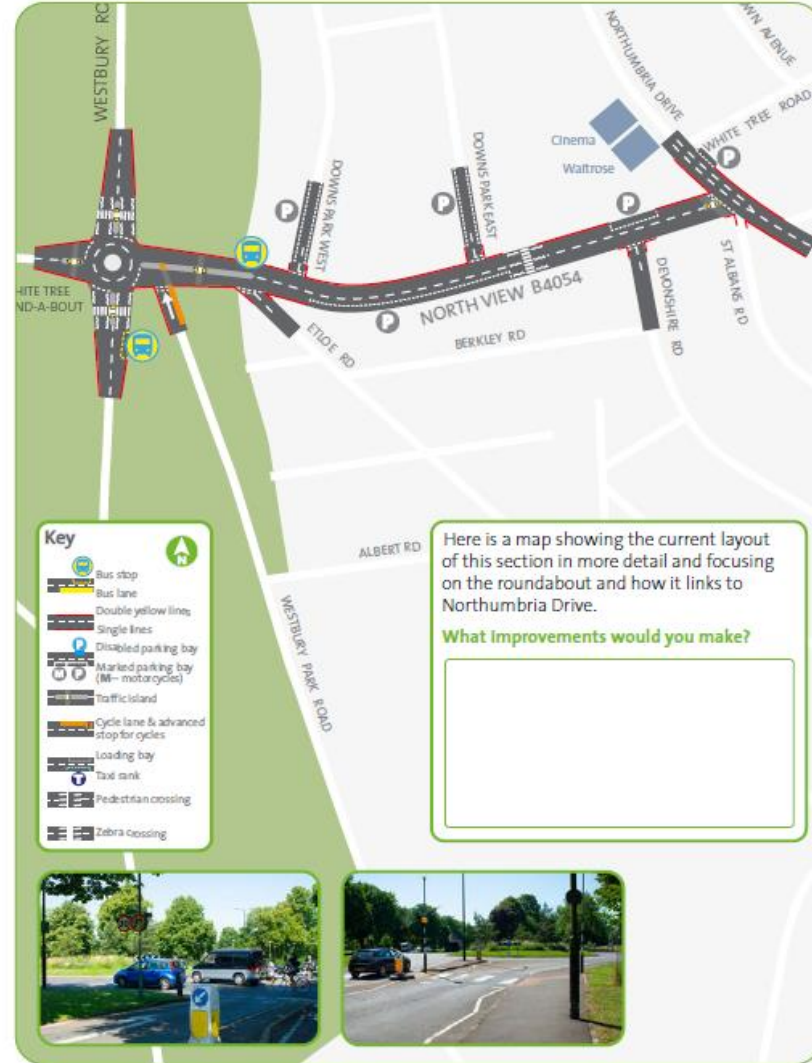 WESTBURY RC
NORTHUMBRIA DRIVE
WN AVENUE
WHITE TREE ROAD
Cinema
Waitrose
P
DOWNS PARK WEST
P
DOWNS PARK EAST
P
P
P
NORTH VIEW B4054
HITE TREE
ND-A-BOUT
ETLOE RD
BERKLEY RD
DEVONSHIRE RD
ST ALBANS RD
ALBERT RD
WESTBURY PARK ROAD
Key
N
Bus stop
Bus lane
Double yellow lines
Single lines
P
Disabled parking bay
M P
Marked parking bay
(M – motorcycles)
Traffic island
Cycle lane & advanced
stop for cycles
Loading bay
T
Taxi rank
Pedestrian crossing
Zebra crossing
Here is a map showing the current layout
of this section in more detail and focusing
on the roundabout and how it links to
Northumbria Drive.
What improvements would you make?